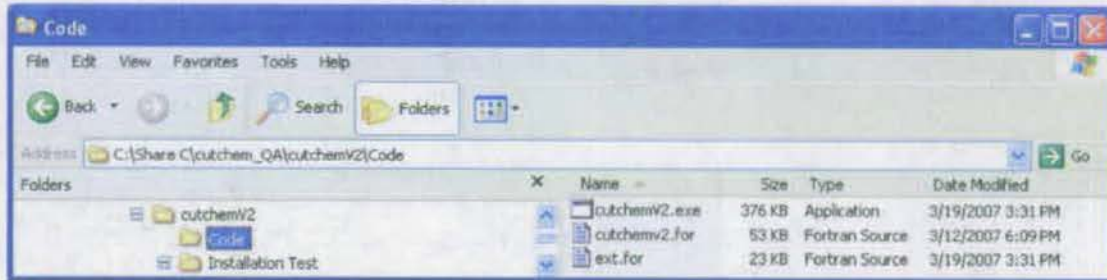 Code
File Edit View Favorites Tools Help
Back Search Folders
Address C:\Share C\cutchem_QA\cutchemV2\Code Go
Folders × Name Size Type Date Modified
cutchemV2 cutchemV2.exe 376 KB Application 3/19/2007 3:31 PM
Code cutchemv2.for 53 KB Fortran Source 3/12/2007 6:09 PM
Installation Test ext.for 23 KB Fortran Source 3/19/2007 3:31 PM